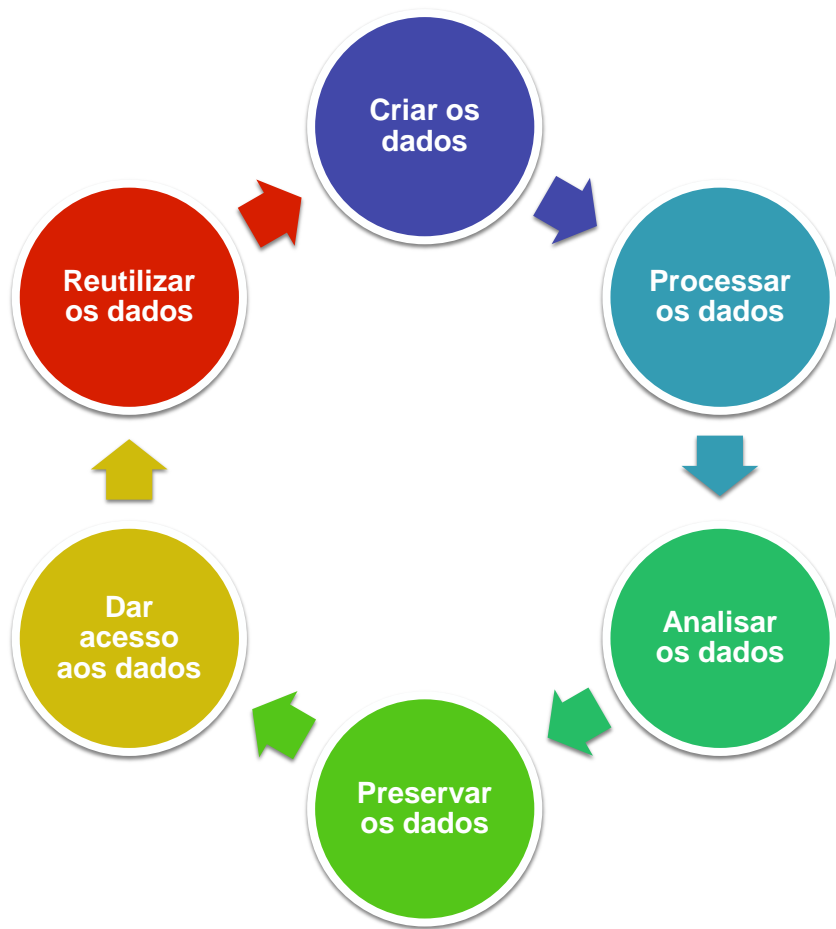 Criar os
dados
Processar
os dados
Analisar
os dados
Preservar
os dados
Dar
acesso
aos dados
Reutilizar
os dados